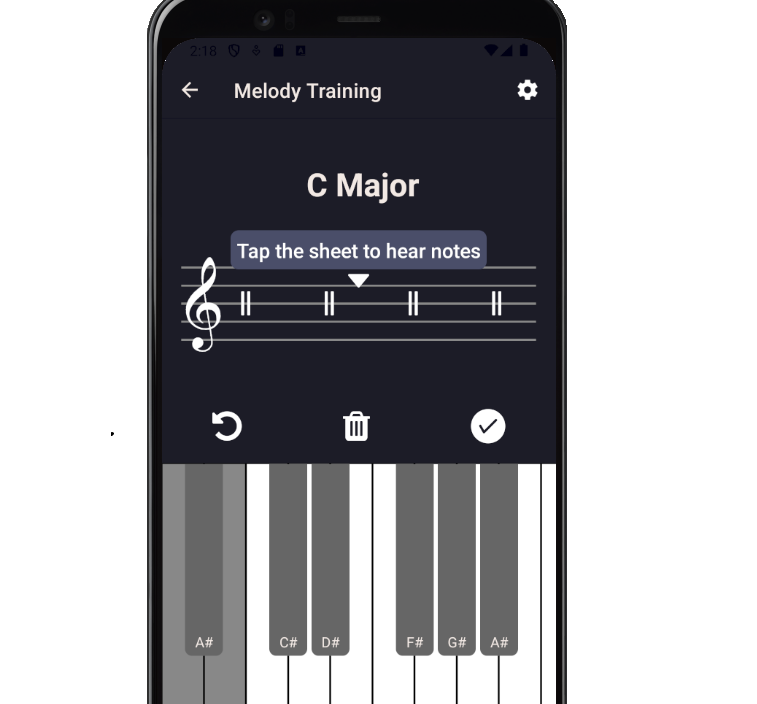 2:18
Melody Training
C Major
Tap the sheet to hear notes
A# C# D# F# G# A#